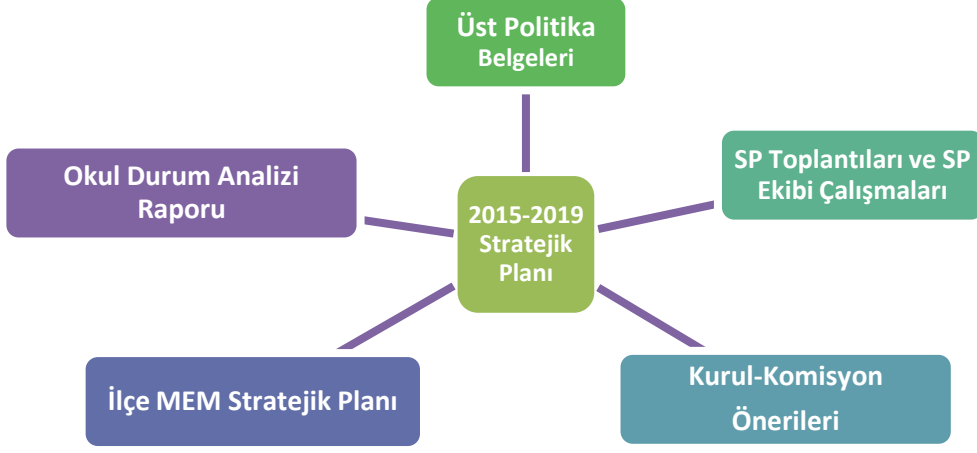 Üst Politika
Belgeleri
Okul Durum Analizi
Raporu
SP Toplantıları ve SP
Ekibi Çalışmaları
2015-2019
Stratejik
Planı
İlçe MEM Stratejik Planı
Kurul-Komisyon
Önerileri